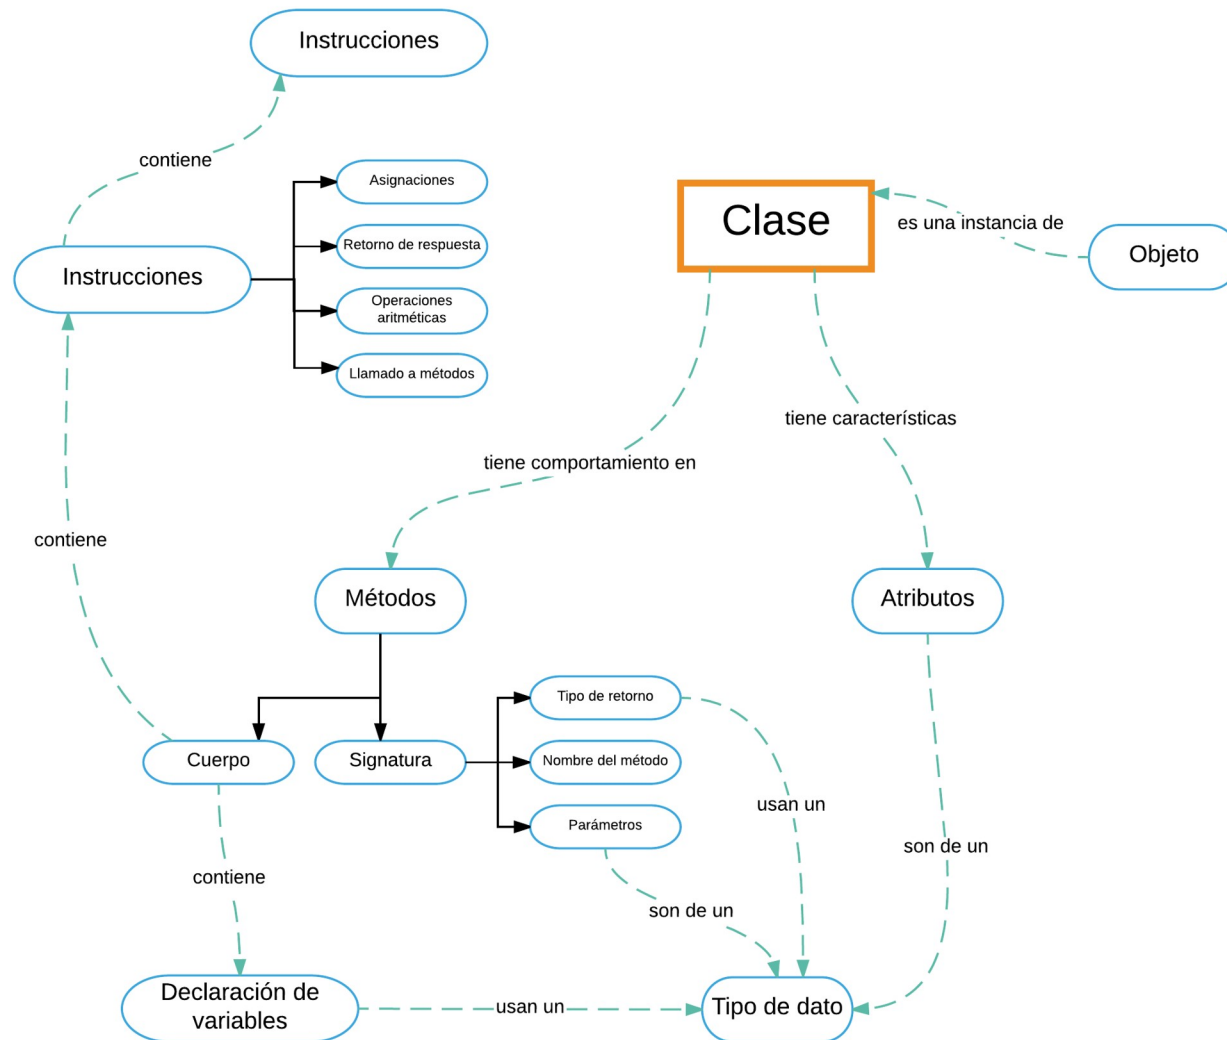 Instrucciones
contiene
Asignaciones
Clase
es una instancia de
Retorno de respuesta
Objeto
Instrucciones
Operaciones
aritméticas
Llamado a métodos
tiene característícas
tiene comportamiento en
contiene
Métodos
Atributos
Tipo de retorno
Cuerpo
Signatura
Nombre del método
usan un
Parámetros
son de un
contiene
son de un
Declaración de
variables
usan un
Tipo de dato